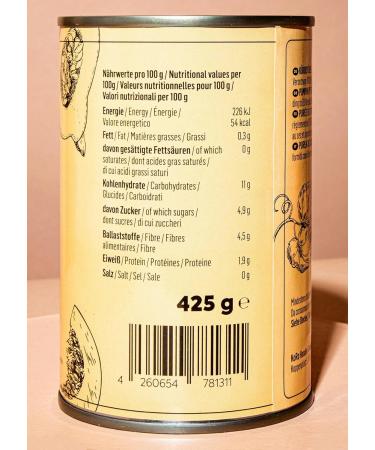 Nährwerte pro 100 g / Nutritional values per
100g / Valeurs nutritionnelles pour 100 g /
Valori nutrizionali per 100 g
Energie / Energy / Énergie / 226 kJ
Valore energetico 54 kcal
Fett / Fat / Matières grasses / Grassi 0,3g
davon gesättigte Fettsäuren / of which 0 g
saturates / dont acides gras saturés /
di cui acidi grassi saturi
Kohlenhydrate / Carbohydrates / 11 g
Glucides / Carboidrati
davon Zucker / of which sugars / 4,9 g
dont sucres / di cui zuccheri
Ballaststoffe / Fibre / Fibres 4,5g
alimentaires / Fibre
Eiweiß / Protein / Protéines / Proteine 1,9 g
Salz / Salt / Sel / Sale 0g
425 g e
4 260654 781311